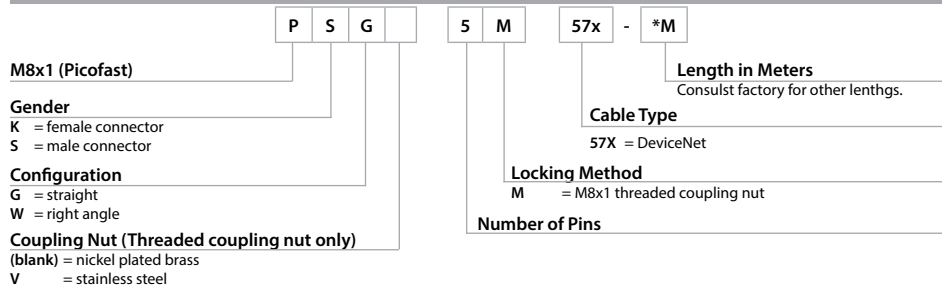 P S G 5 M 57x - *M
M8x1 (Picofast)
Gender
K = female connector
S = male connector
Configuration
G = straight
W = right angle
Coupling Nut (Threaded coupling nut only)
(blank) = nickel plated brass
V = stainless steel
Length in Meters
Consulst factory for other lenthgs.
Cable Type
57X = DeviceNet
Locking Method
M = M8x1 threaded coupling nut
Number of Pins